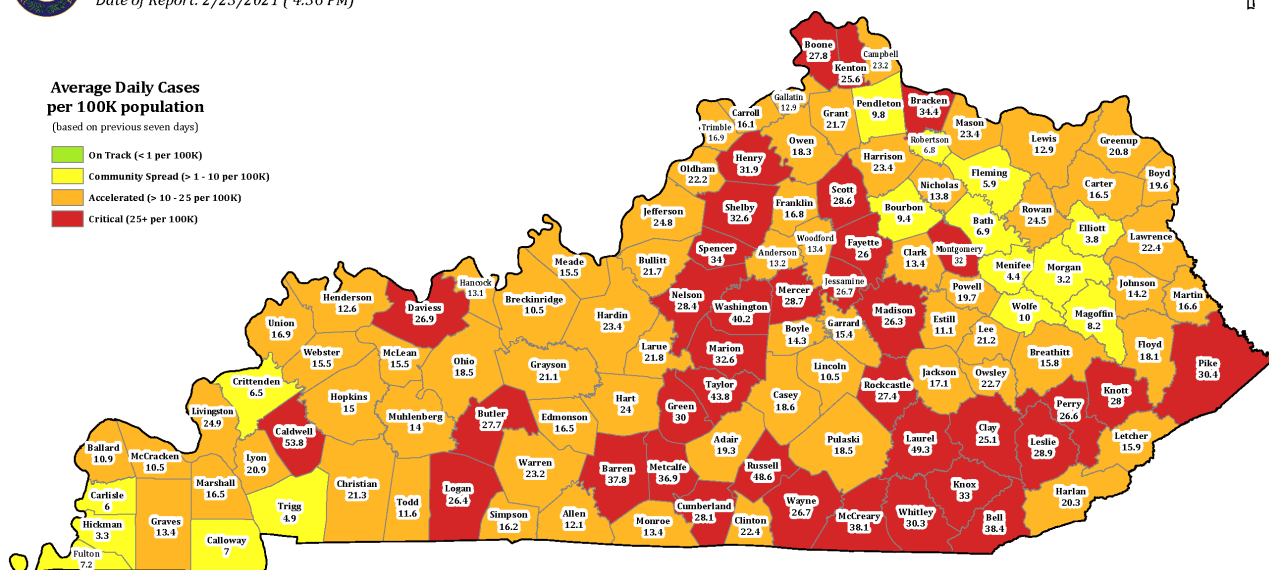 Date of Report: 2/23/2021 ( 4:30 PM)
Average Daily Cases
per 100K population
(based on previous seven days)
On Track (< 1 per 100K)
Community Spread (> 1 - 10 per 100K)
Accelerated (> 10 - 25 per 100K)
Critical (25+ per 100K)
Boone
27.8
Kenton
25.6
Campbell
23.2
Gallatin
12.9
Carroll
16.1
Trimble
16.9
Grant
21.7
Pendleton
9.8
Bracken
34.4
Mason
23.4
Robertson
6.8
Lewis
12.9
Greenup
20.8
Boyd
19.6
Owen
18.3
Henry
31.9
Oldham
22.2
Harrison
23.4
Fleming
5.9
Carter
16.5
Nicholas
13.8
Scott
28.6
Franklin
16.8
Shelby
32.6
Jefferson
24.8
Bourbon
9.4
Bath
6.9
Rowan
24.5
Elliott
3.8
Lawrence
22.4
Woodford
13.4
Fayette
26
Clark
13.4
Montgomery
32
Anderson
13.2
Spencer
34
Bullitt
21.7
Meade
15.5
Hancock
13.1
Breckinridge
10.5
Menifee
4.4
Morgan
3.2
Johnson
14.2
Martin
16.6
Jessamine
26.7
Mercer
28.7
Nelson
28.4
Washington
40.2
Powell
19.7
Wolfe
10
Magoffin
8.2
Madison
26.3
Henderson
12.6
Daviess
26.9
Union
16.9
Hardin
23.4
Boyle
14.3
Garrard
15.4
Estill
11.1
Lee
21.2
Floyd
18.1
Pike
30.4
Webster
15.5
McLean
15.5
Ohio
18.5
Grayson
21.1
Larue
21.8
Marion
32.6
Lincoln
10.5
Breathitt
15.8
Jackson
17.1
Owsley
22.7
Rockcastle
27.4
Knott
28
Perry
26.6
Crittenden
6.5
Hopkins
15
Muhlenberg
14
Butler
27.7
Edmonson
16.5
Hart
24
Green
30
Taylor
43.8
Casey
18.6
Livingston
24.9
Caldwell
53.8
Adair
19.3
Pulaski
18.5
Laurel
49.3
Clay
25.1
Leslie
28.9
Letcher
15.9
Ballard
10.9
McCracken
10.5
Lyon
20.9
Warren
23.2
Barren
37.8
Metcalfe
36.9
Russell
48.6
Marshall
16.5
Christian
21.3
Todd
11.6
Logan
26.4
Knox
33
Harlan
20.3
Carlisle
6
Trigg
4.9
Simpson
16.2
Allen
12.1
Monroe
13.4
Cumberland
28.1
Clinton
22.4
Wayne
26.7
McCreary
38.1
Whitley
30.3
Bell
38.4
Hickman
3.3
Graves
13.4
Calloway
7
Fulton
7.2